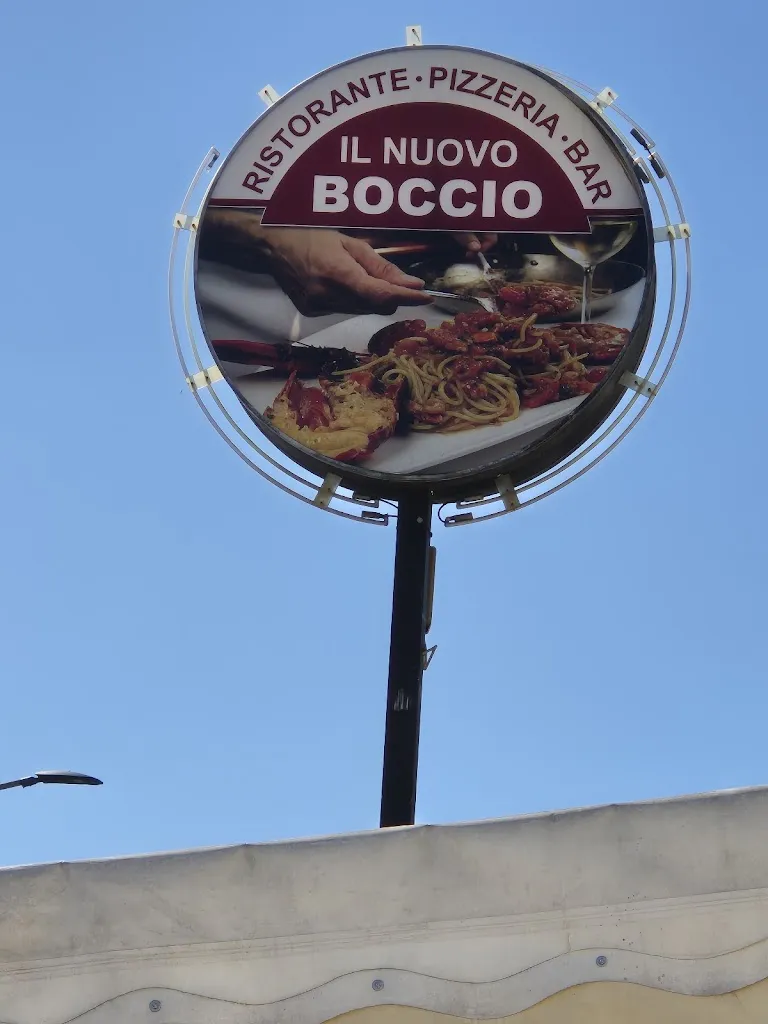 RISTORANTE · PIZZERIA · BAR
IL NUOVO
BOCCIO